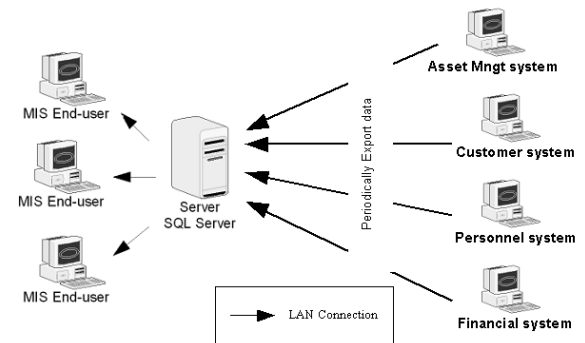 Asset Mngt system
MIS End-user
Customer system
MIS End-user
Server
SQL Server
Periodically Export data
Personnel system
MIS End-user
Financial system
LAN Connection